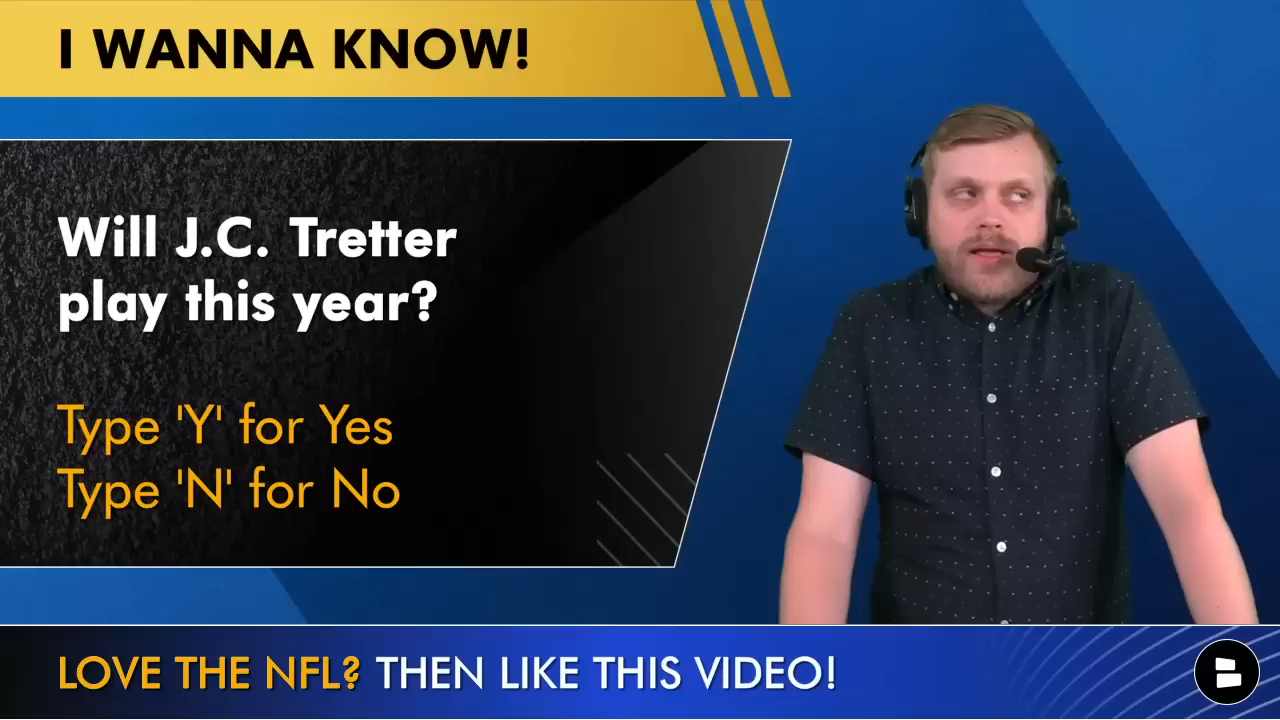 I WANNA KNOW!
Will J.C. Tretter
play this year?
Type 'Y' for Yes
Type 'N' for No
LOVE THE NFL? THEN LIKE THIS VIDEO!